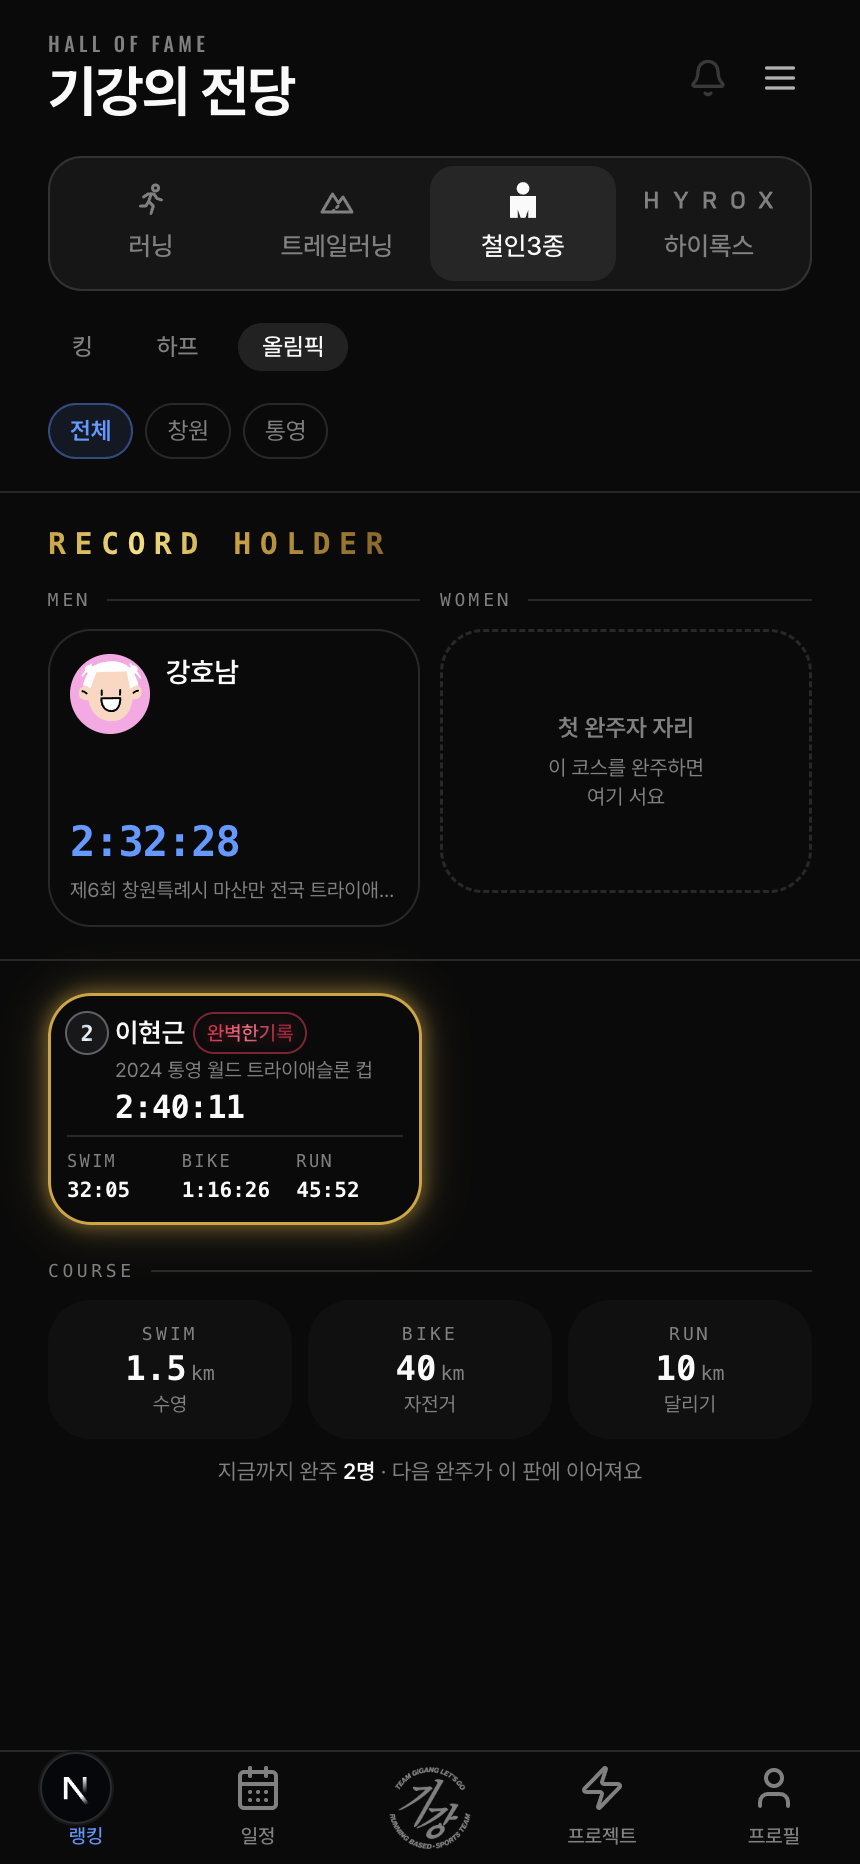 HALL OF FAME
기강의 전당
러닝
트레일러닝
철인3종
HYROX
하이록스
킹
하프
올림픽
전체
창원
통영
RECORD HOLDER
MEN
WOMEN
강호남
2:32:28
제6회 창원특례시 마산만 전국 트라이애...
첫 완주자 자리
이 코스를 완주하면
여기 서요
2 이현근 완벽한기록
2024 통영 월드 트라이애슬론 컵
2:40:11
SWIM BIKE RUN
32:05 1:16:26 45:52
COURSE
SWIM
1.5 km
수영
BIKE
40 km
자전거
RUN
10 km
달리기
지금까지 완주 2명 · 다음 완주가 이 판에 이어져요
N
랭킹
일정
TEAM GIGANG LET'S GO
기강
RUNNING BASED-SPORTS TEAM
프로젝트
프로필